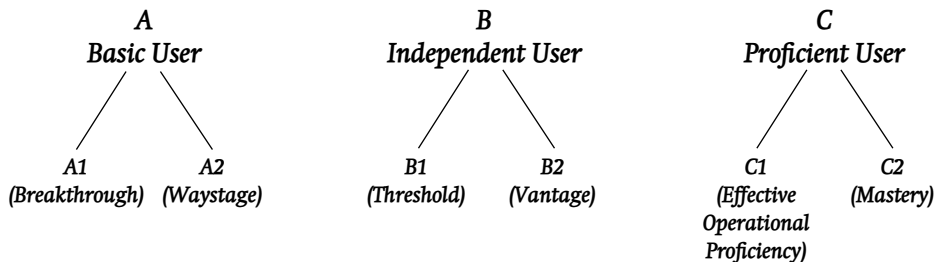 A
Basic User
B
Independent User
C
Proficient User
A1
(Breakthrough)
A2
(Waystage)
B1
(Threshold)
B2
(Vantage)
C1
(Effective
Operational
Proficiency)
C2
(Mastery)